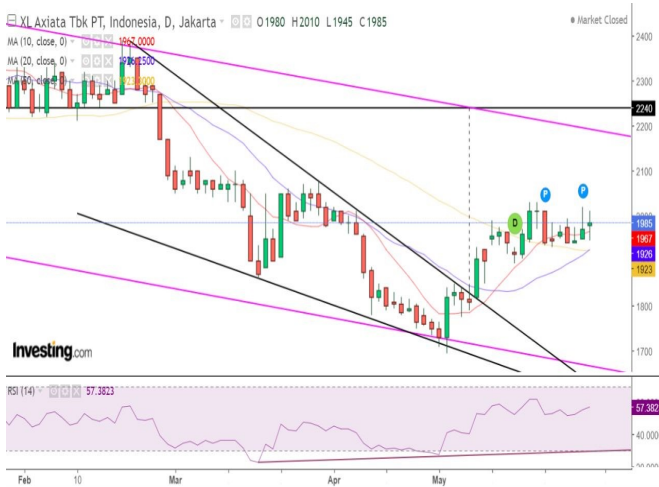 XL Axiata Tbk PT, Indonesia, D, Jakarta O1980 H2010 L1945 C1985
Market Closed
MA (10, close, 0) 1967.0000
MA (20, close, 0)
close, 0)
2400
2300
2240
2200
2100
1985
1967
1926
1923
1800
1700
D
P
P
Investing.com
RSI (14) 57.3823
57.382
40.000
Feb 10 Mar Apr May